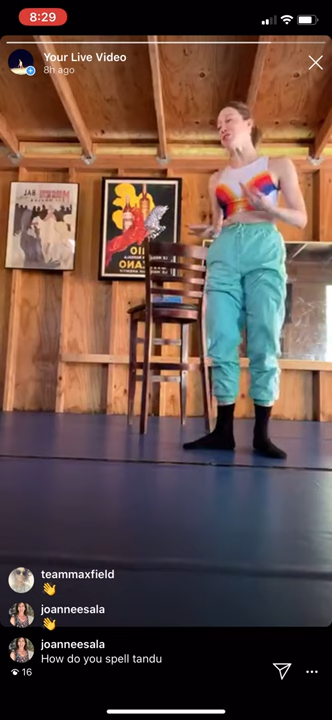 8:29
Your Live Video
8h ago
teammaxfield
👋
joanneesala
👋
joanneesala
How do you spell tandu
16